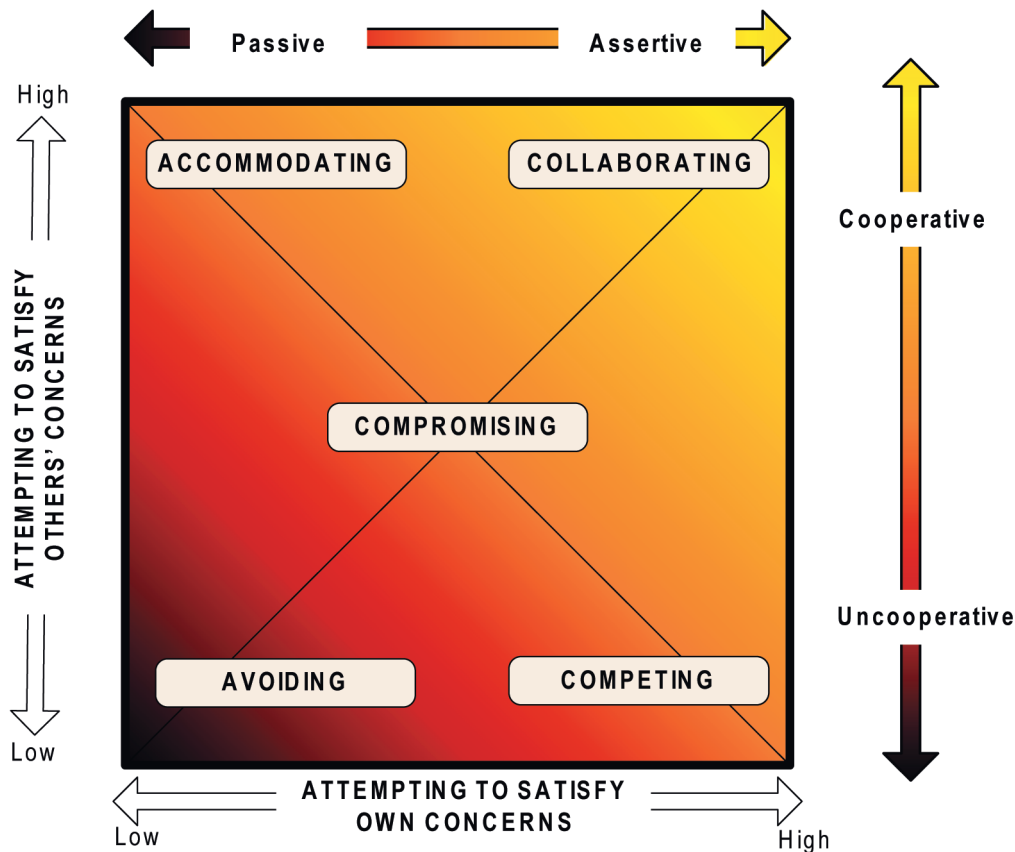 Passive
Assertive
High
ACCOMMODATING
COLLABORATING
Cooperative
ATTEMPTING TO SATISFY
OTHERS' CONCERNS
COMPROMISING
Uncooperative
AVOIDING
COMPETING
Low
ATTEMPTING TO SATISFY
OWN CONCERNS
Low
High